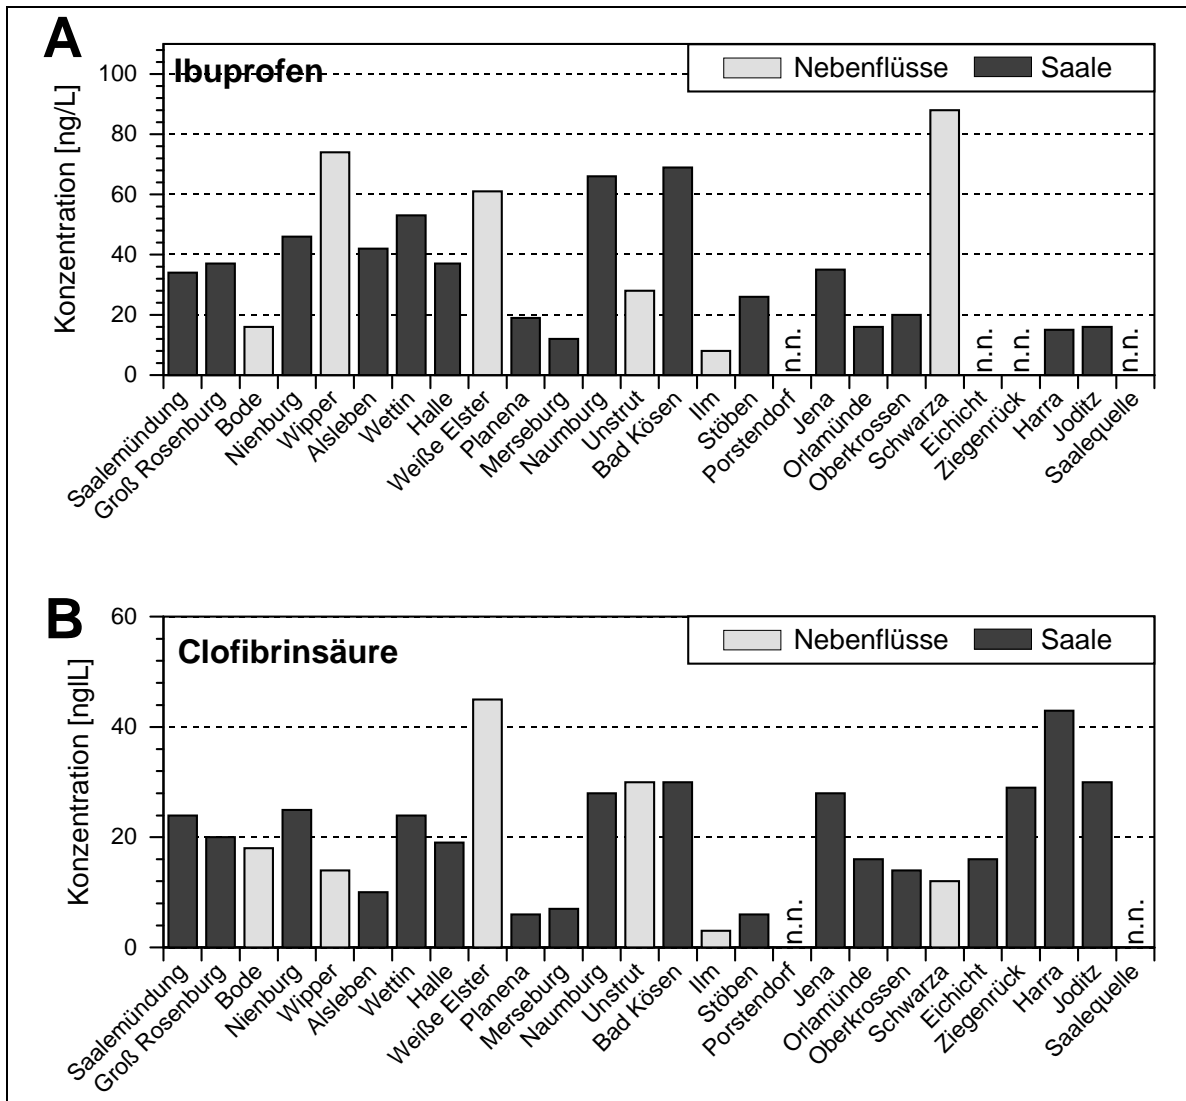 A
Ibuprofen
Nebenflüsse
Saale
Konzentration [ng/L]
100
80
60
40
20
0
n.n.
n.n.
n.n.
n.n.
Saalemündung
Groß Rosenburg
Bode
Nienburg
Wipper
Alsleben
Wettin
Halle
Weiße Elster
Planena
Merseburg
Naumburg
Unstrut
Bad Kösen
Ilm
Stöben
Porstendorf
Jena
Orlamünde
Oberkrossen
Schwarza
Eichicht
Ziegenrück
Harra
Joditz
Saalequelle
B
Clofibrinsäure
Nebenflüsse
Saale
Konzentration [nglL]
60
40
20
0
n.n.
n.n.
Saalemündung
Groß Rosenburg
Bode
Nienburg
Wipper
Alsleben
Wettin
Halle
Weiße Elster
Planena
Merseburg
Naumburg
Unstrut
Bad Kösen
Ilm
Stöben
Porstendorf
Jena
Orlamünde
Oberkrossen
Schwarza
Eichicht
Ziegenrück
Harra
Joditz
Saalequelle